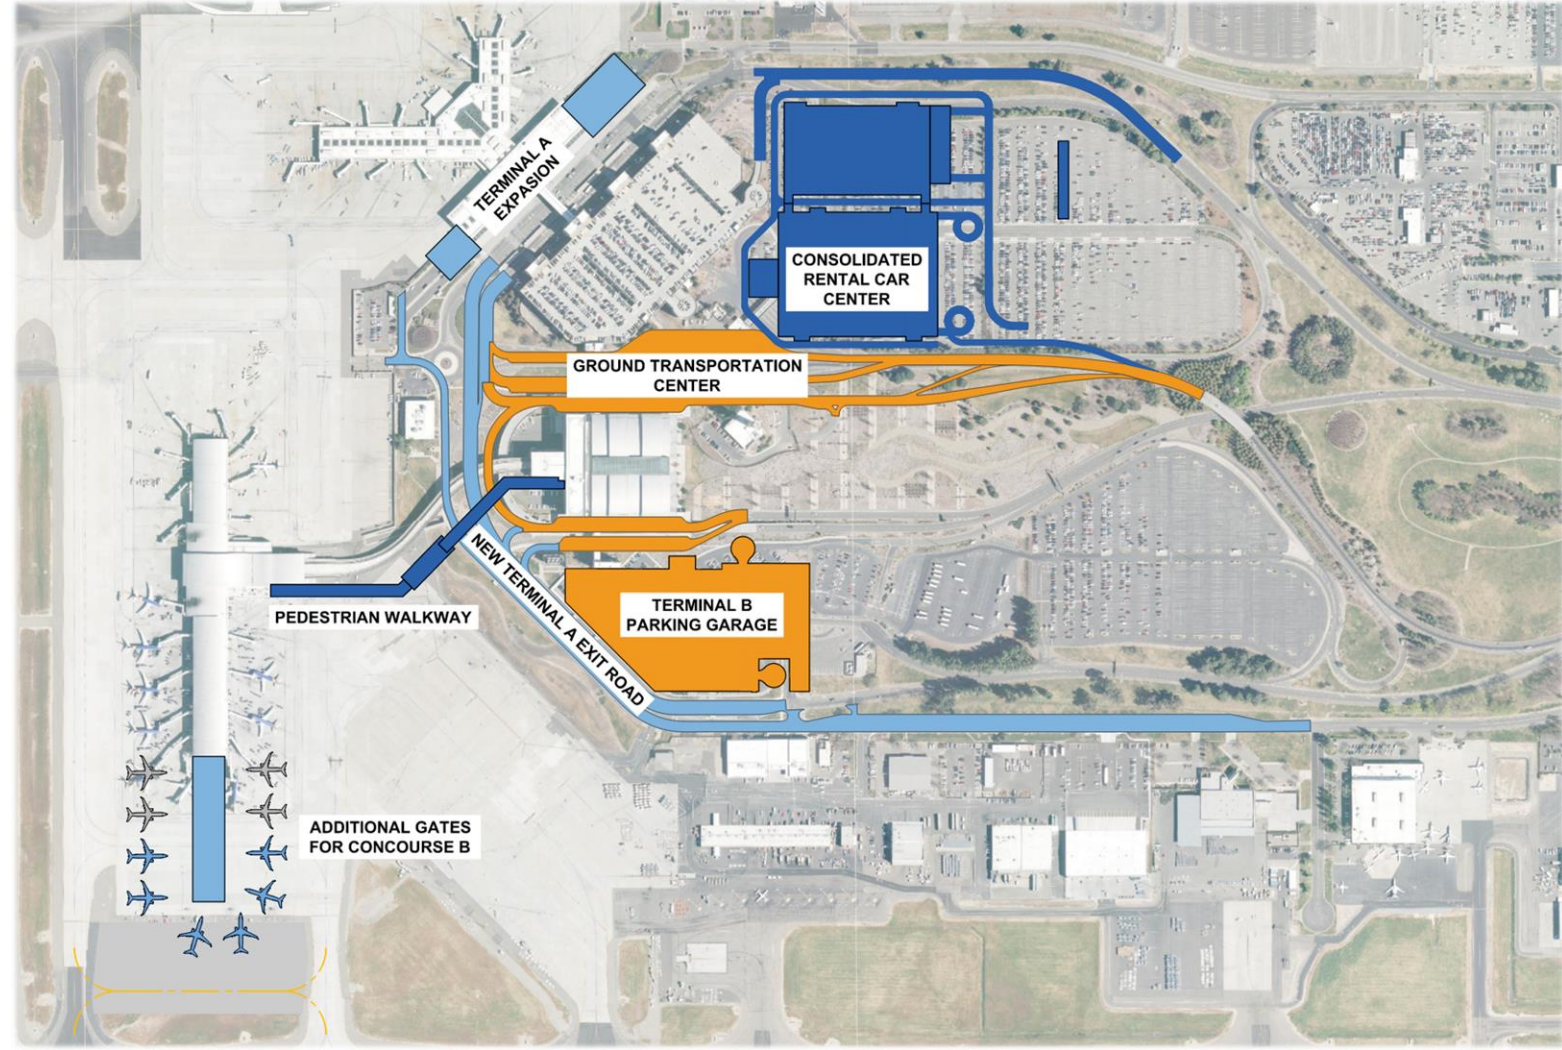 TERMINAL A
EXPASION
CONSOLIDATED
RENTAL CAR
CENTER
GROUND TRANSPORTATION
CENTER
NEW TERMINAL A EXIT ROAD
PEDESTRIAN WALKWAY
TERMINAL B
PARKING GARAGE
ADDITIONAL GATES
FOR CONCOURSE B